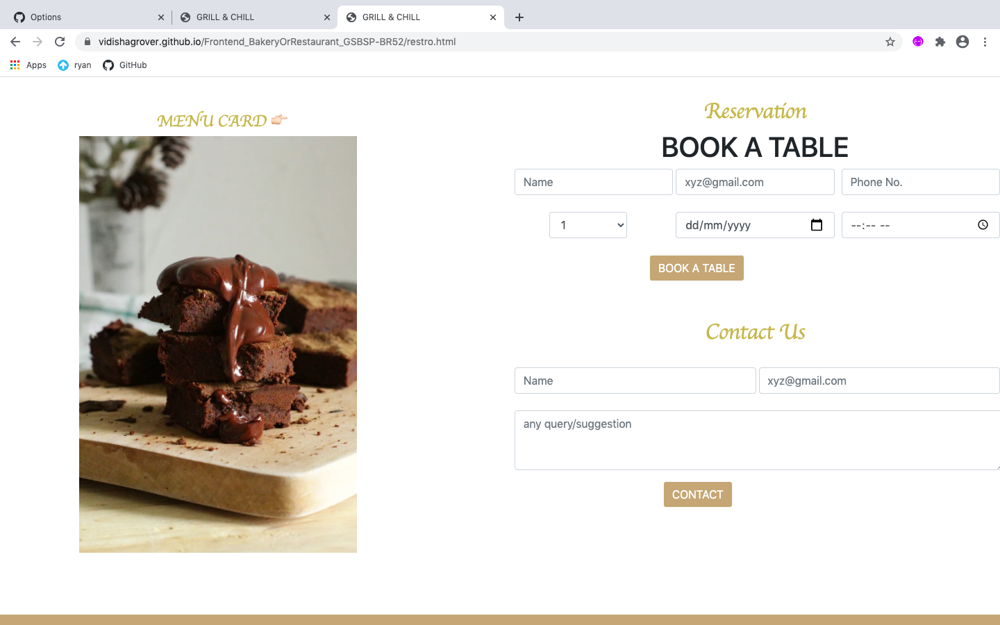 Options
GRILL & CHILL
GRILL & CHILL
vidishagrover.github.io/Frontend_BakeryOrRestaurant_GSBSP-BR52/restro.html
Apps
ryan
GitHub
MENU CARD 👉🏻
Reservation
BOOK A TABLE
Name
xyz@gmail.com
Phone No.
1
dd/mm/yyyy
--:-- --
BOOK A TABLE
Contact Us
Name
xyz@gmail.com
any query/suggestion
CONTACT